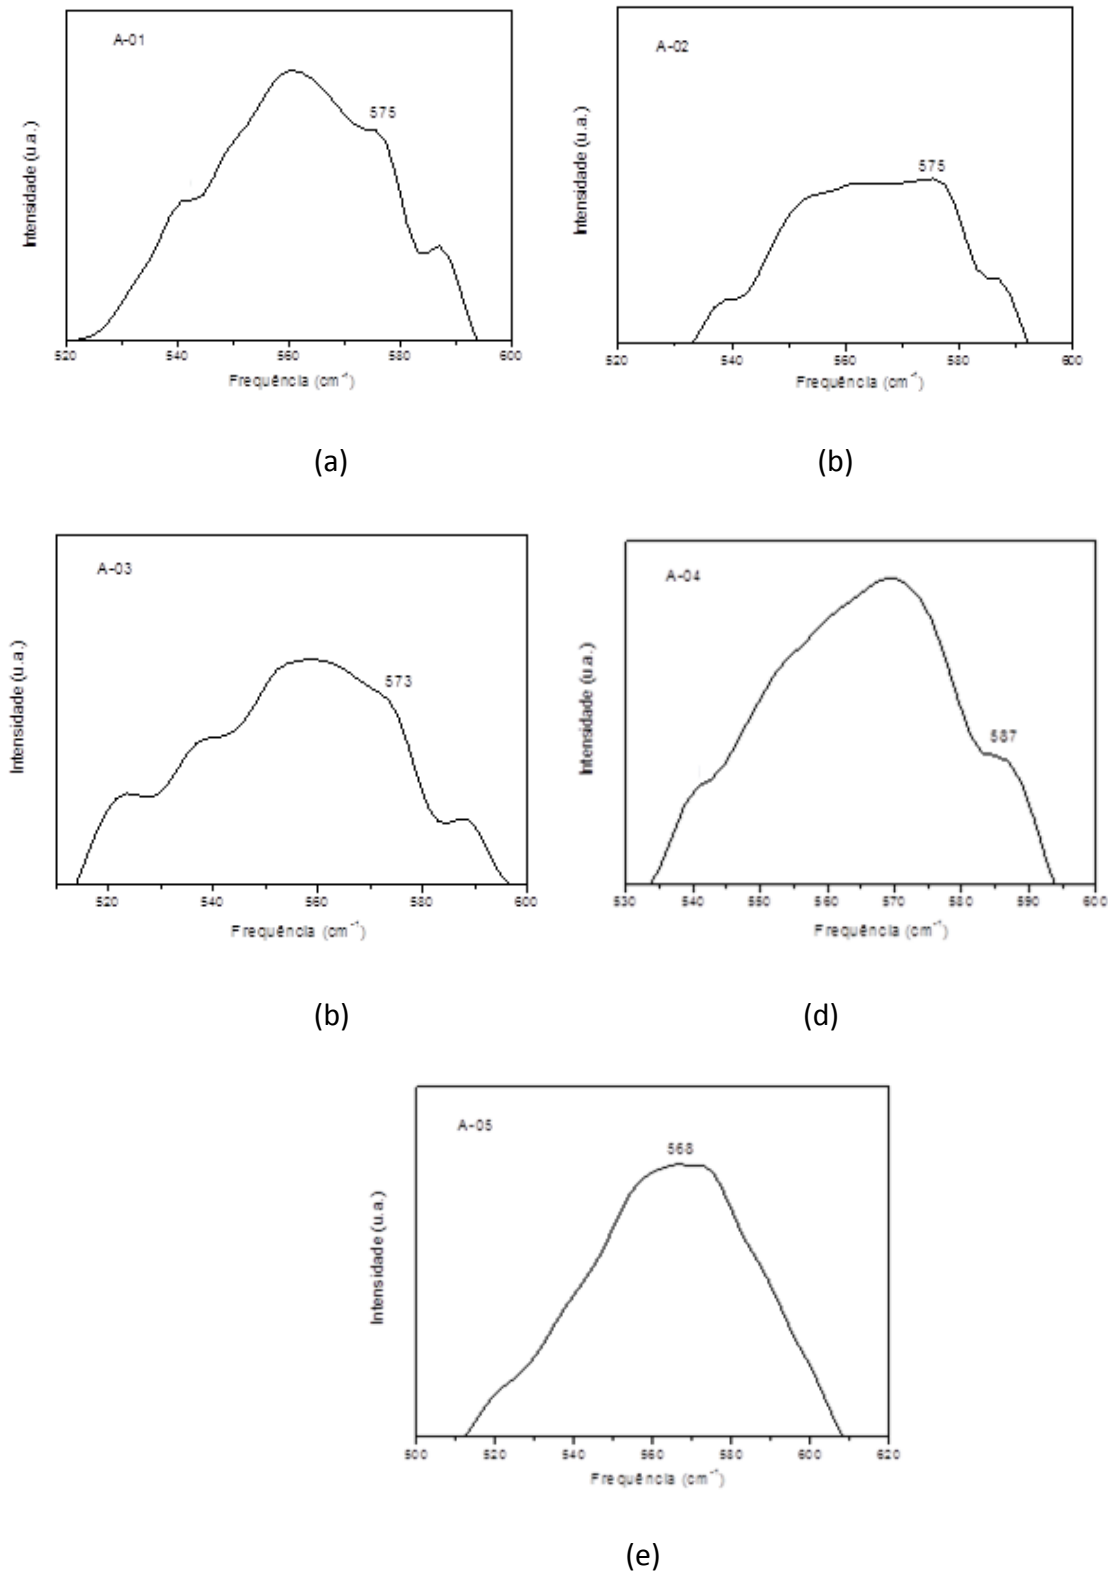 A-01
575
Intensidade (u.a.)
520 540 560 580 600
Frequência (cm⁻¹)
(a)
A-02
575
Intensidade (u.a.)
520 540 560 580 600
Frequência (cm⁻¹)
(b)
A-03
573
Intensidade (u.a.)
520 540 560 580 600
Frequência (cm⁻¹)
(b)
A-04
587
Intensidade (u.a.)
530 540 550 560 570 580 590 600
Frequência (cm⁻¹)
(d)
A-05
568
Intensidade (u.a.)
500 520 540 560 580 600 620
Frequência (cm⁻¹)
(e)